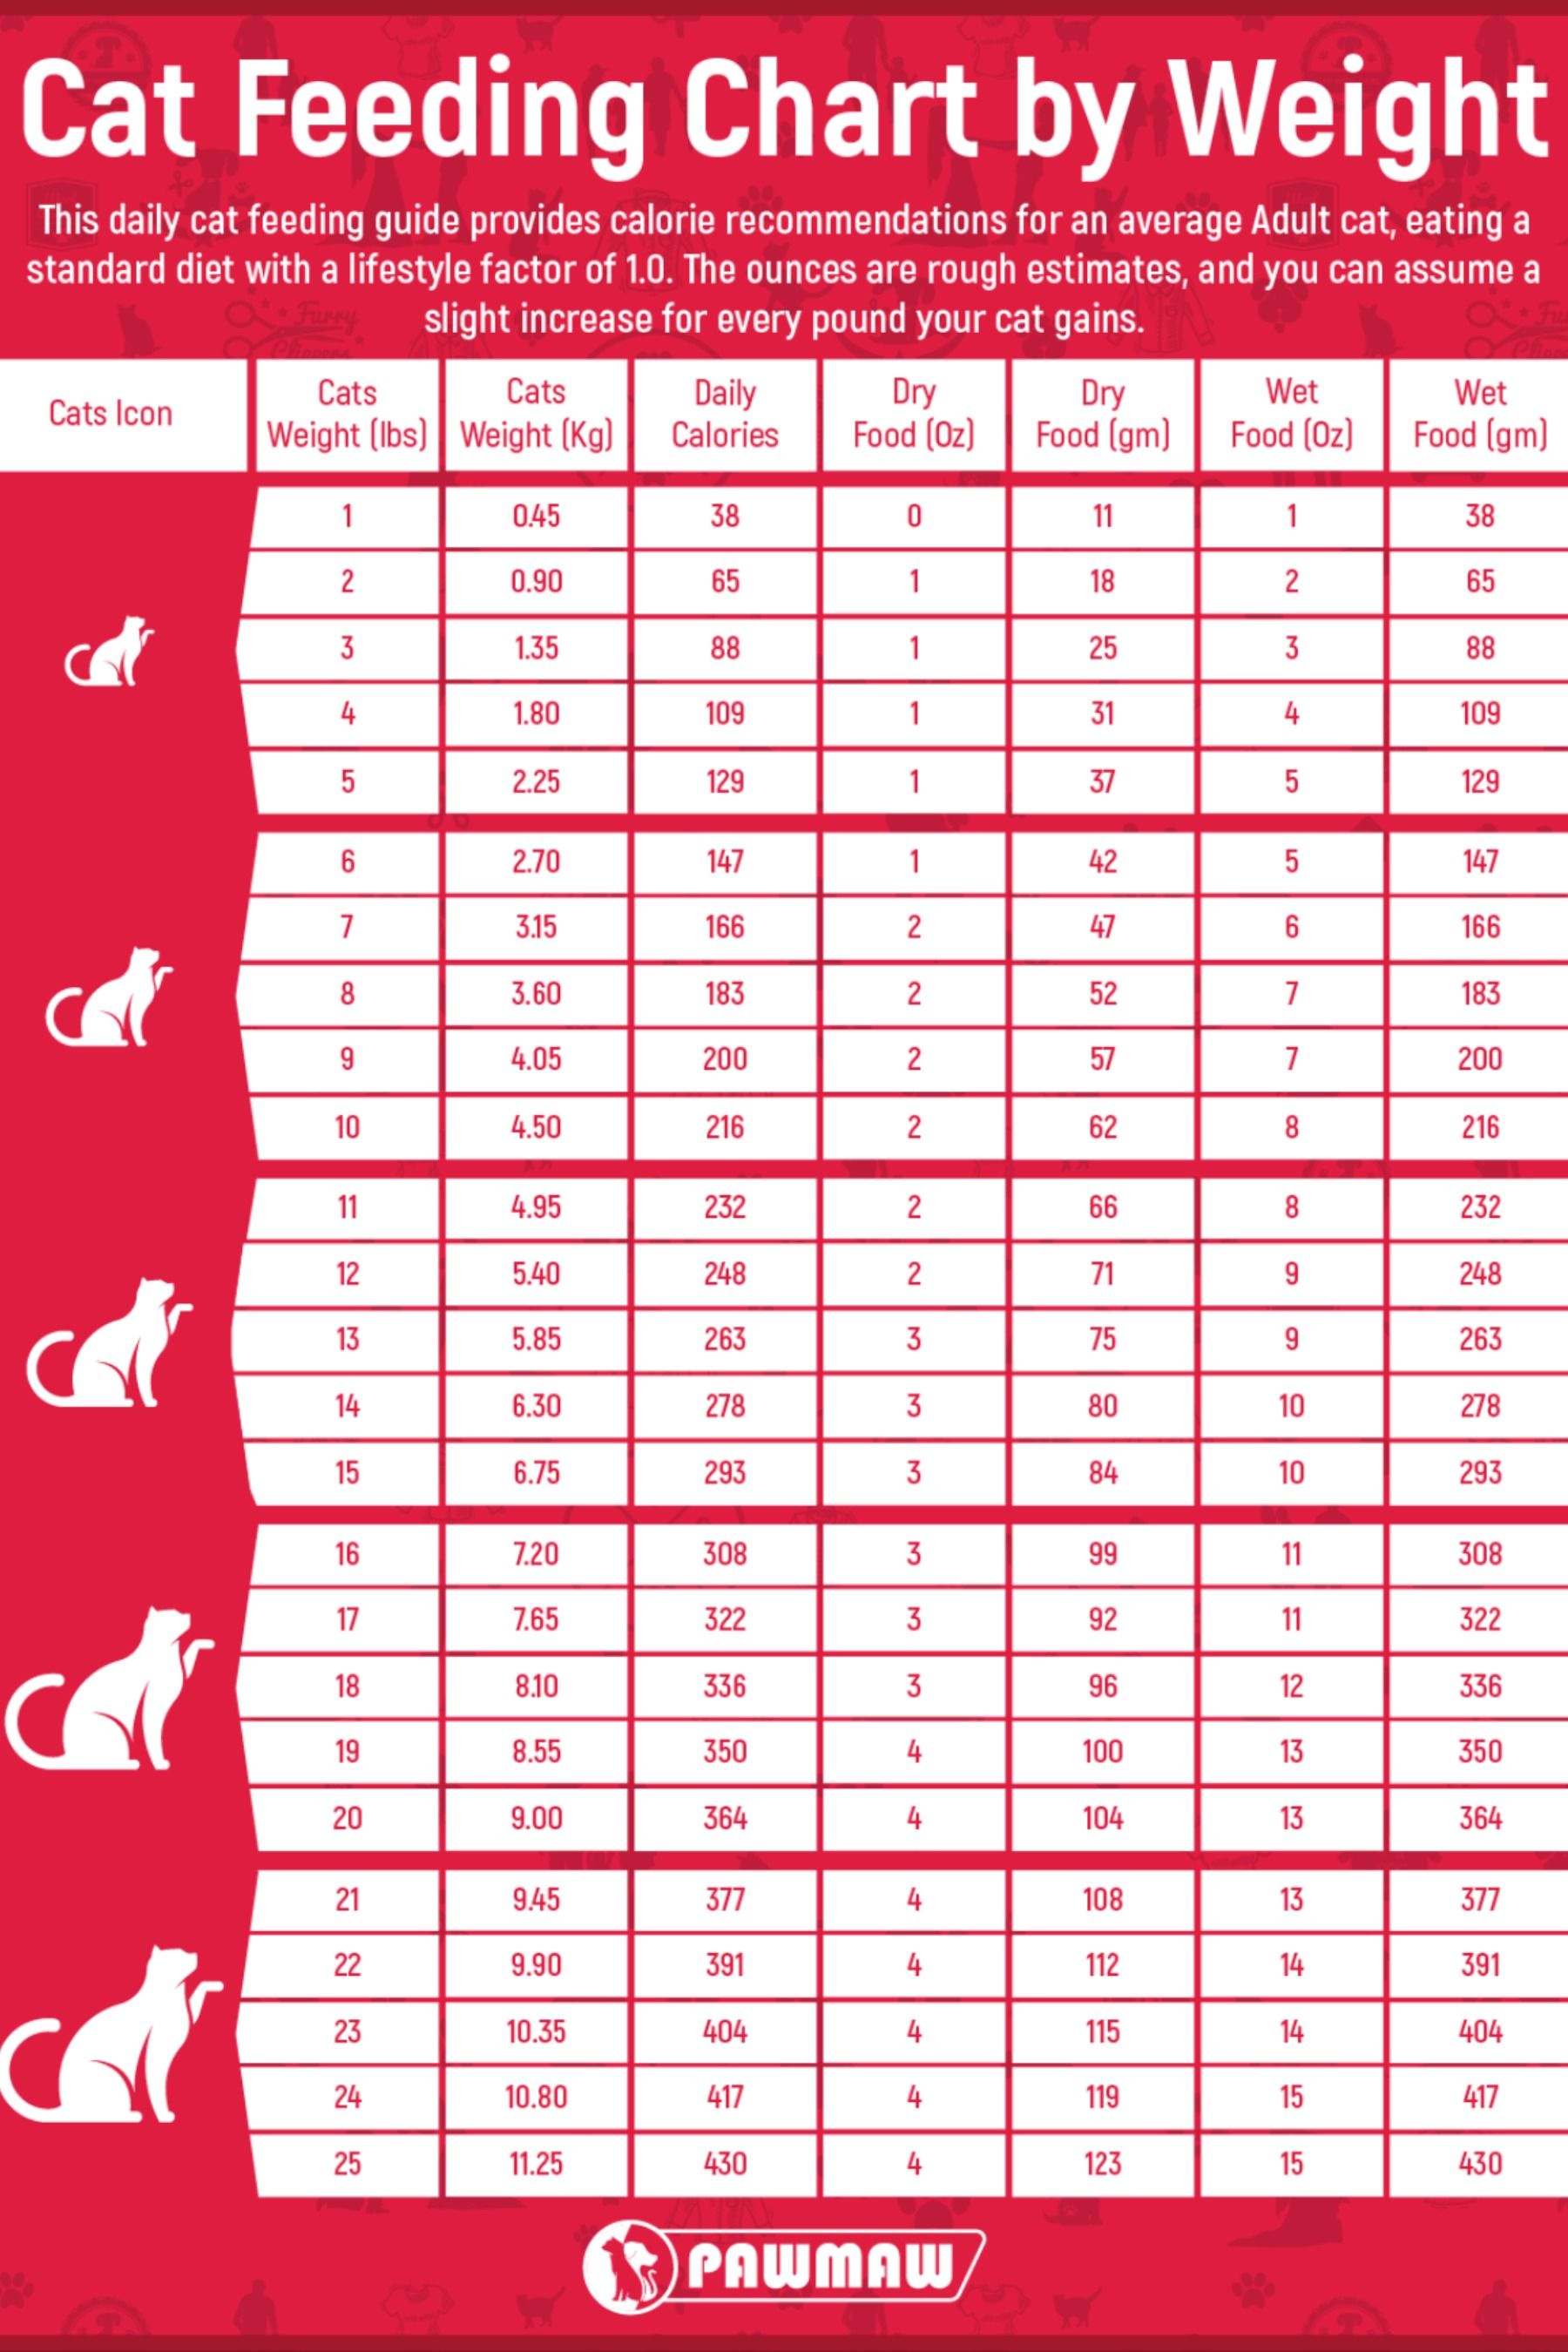 Cat Feeding Chart by Weight
This daily cat feeding guide provides calorie recommendations for an average Adult cat, eating a
standard diet with a lifestyle factor of 1.0. The ounces are rough estimates, and you can assume a
slight increase for every pound your cat gains.
Cats Icon Cats Weight (lbs) Cats Weight (Kg) Daily Calories Dry Food (Oz) Dry Food (gm) Wet Food (Oz) Wet Food (gm)
1 0.45 38 0 11 1 38
2 0.90 65 1 18 2 65
3 1.35 88 1 25 3 88
4 1.80 109 1 31 4 109
5 2.25 129 1 37 5 129
6 2.70 147 1 42 5 147
7 3.15 166 2 47 6 166
8 3.60 183 2 52 7 183
9 4.05 200 2 57 7 200
10 4.50 216 2 62 8 216
11 4.95 232 2 66 8 232
12 5.40 248 2 71 9 248
13 5.85 263 3 75 9 263
14 6.30 278 3 80 10 278
15 6.75 293 3 84 10 293
16 7.20 308 3 99 11 308
17 7.65 322 3 92 11 322
18 8.10 336 3 96 12 336
19 8.55 350 4 100 13 350
20 9.00 364 4 104 13 364
21 9.45 377 4 108 13 377
22 9.90 391 4 112 14 391
23 10.35 404 4 115 14 404
24 10.80 417 4 119 15 417
25 11.25 430 4 123 15 430
PAWMAW